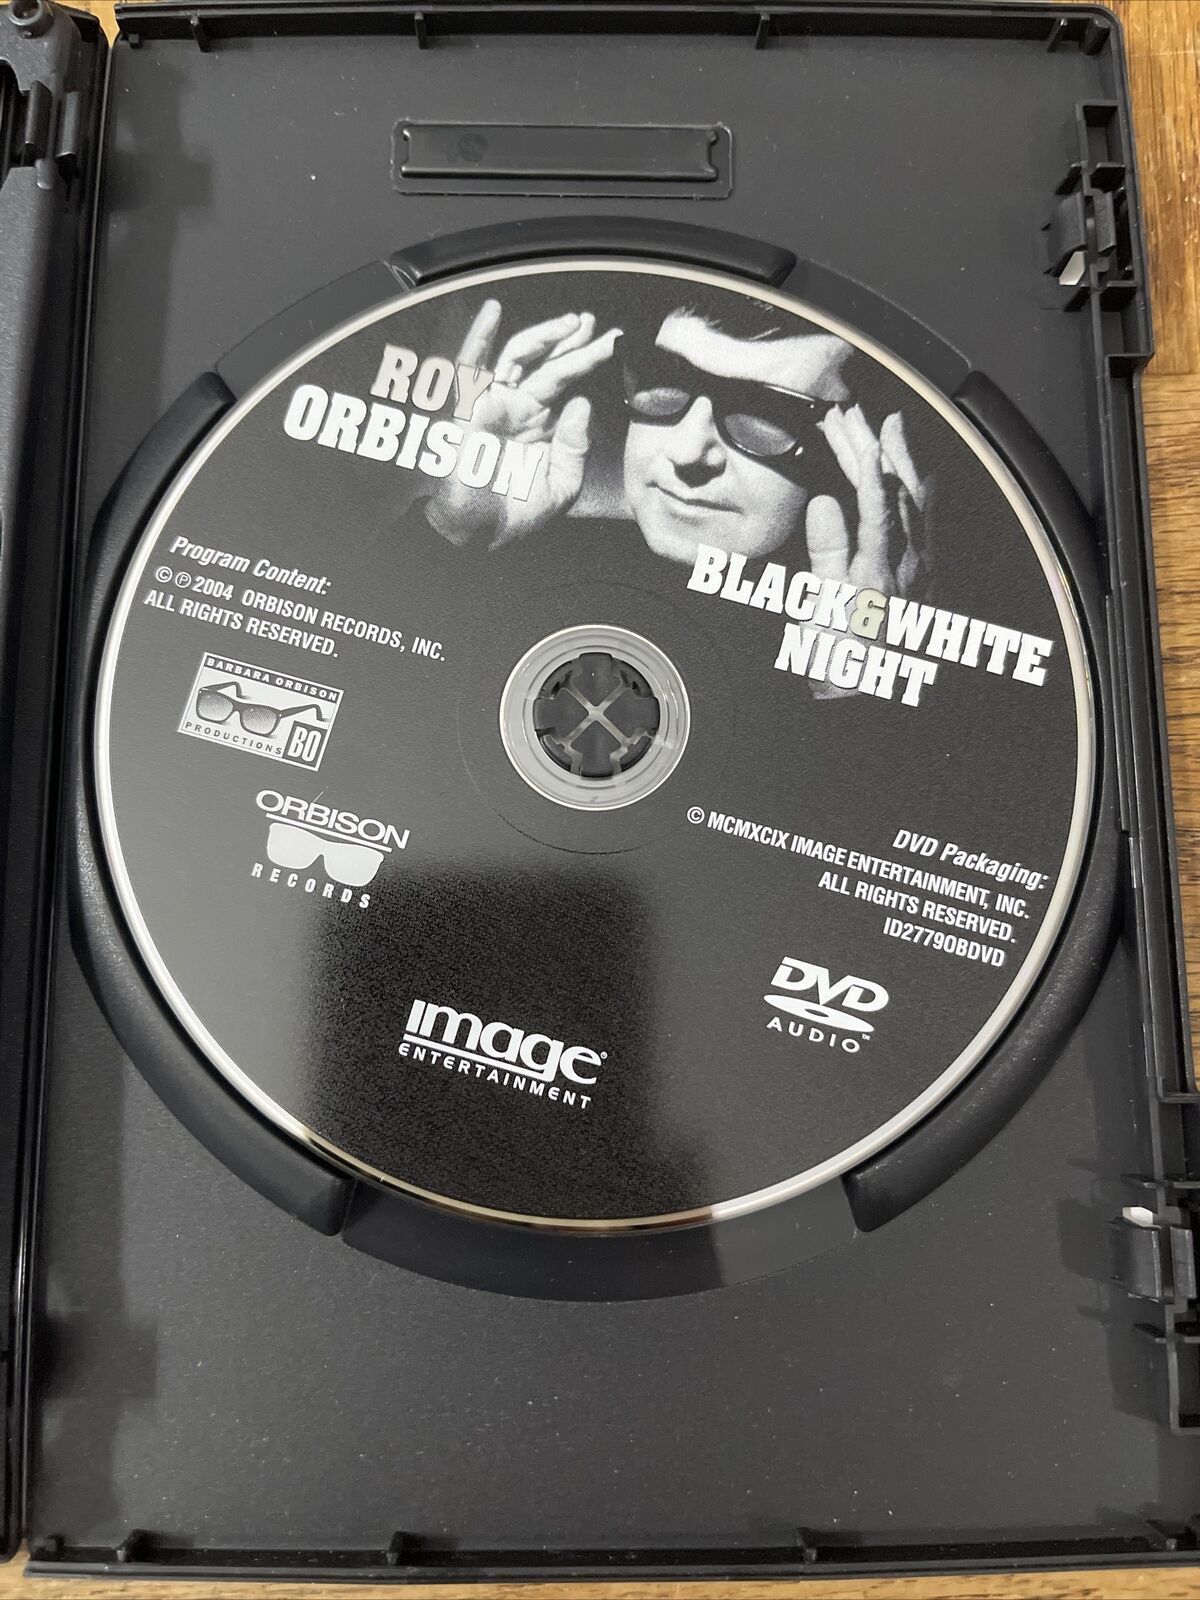 ROY
ORBISON
BLACK&WHITE
NIGHT
Program Content:
© ℗ 2004 ORBISON RECORDS, INC.
ALL RIGHTS RESERVED.
BARBARA ORBISON
PRODUCTIONS BO
ORBISON
RECORDS
DVD Packaging:
© MCMXCIX IMAGE ENTERTAINMENT, INC.
ALL RIGHTS RESERVED.
ID2779OBDVD
DVD
AUDIO™
image®
ENTERTAINMENT